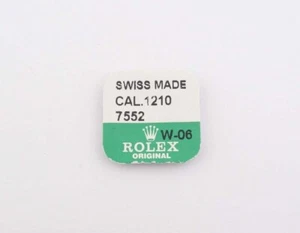 SWISS MADE
CAL.1210
7552
W-06
ROLEX
ORIGINAL